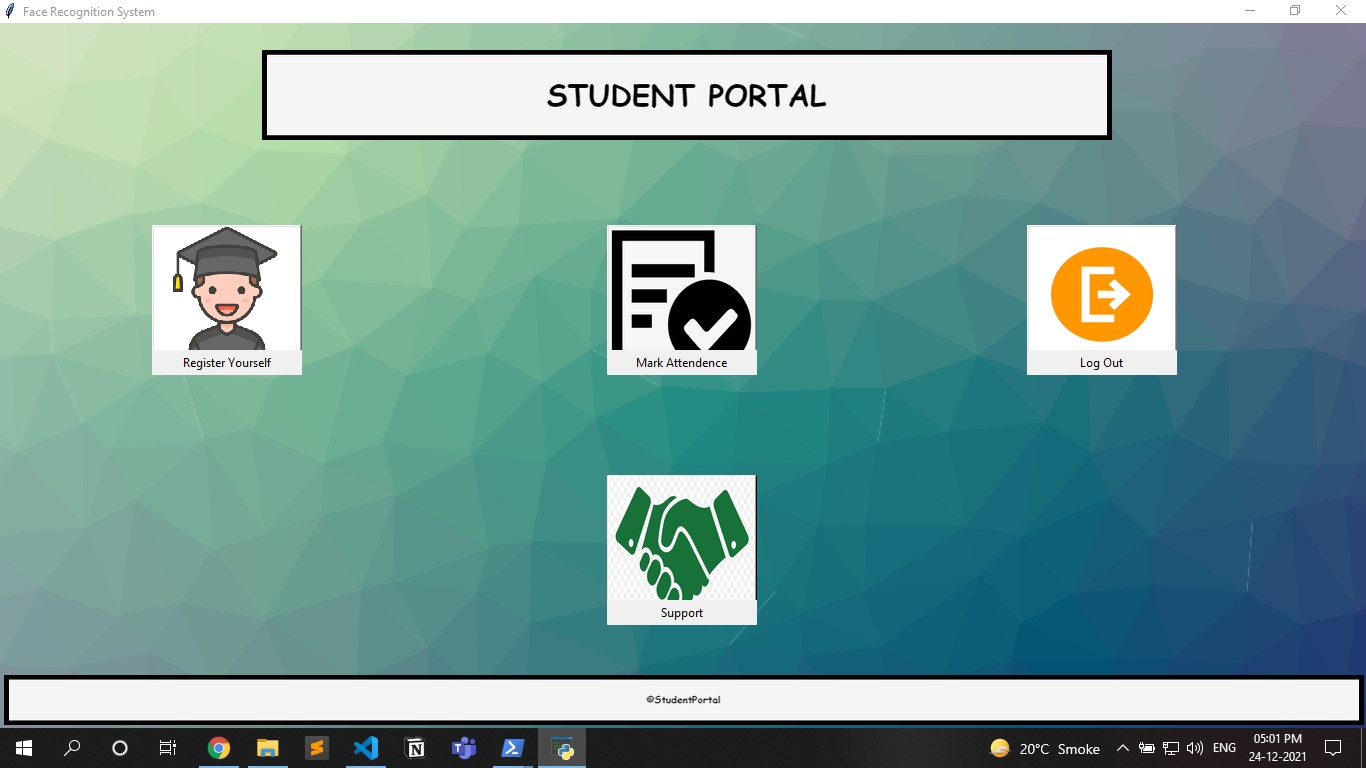 Face Recognition System
STUDENT PORTAL
Register Yourself
Mark Attendence
Log Out
Support
©StudentPortal
20°C Smoke
ENG
05:01 PM
24-12-2021